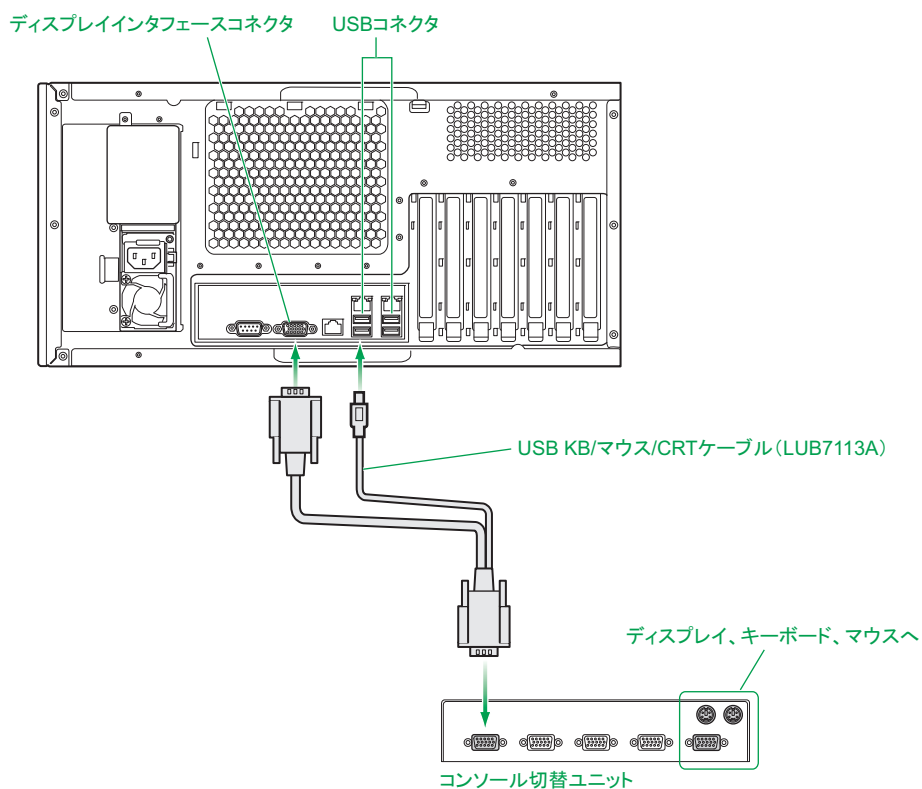 ディスプレイインタフェースコネクタ
USBコネクタ
USB KB/マウス/CRTケーブル（LUB7113A）
ディスプレイ、キーボード、マウスへ
コンソール切替ユニット